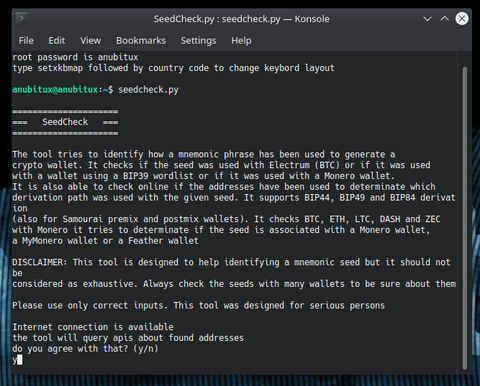 SeedCheck.py : seedcheck.py — Konsole
File Edit View Bookmarks Settings Help
root password is anubitux
type setxkbmap followed by country code to change keybord layout
anubitux@anubitux:~$ seedcheck.py
=====================
=== SeedCheck ===
=====================
The tool tries to identify how a mnemonic phrase has been used to generate a
crypto wallet. It checks if the seed was used with Electrum (BTC) or if it was used
with a wallet using a BIP39 wordlist or if it was used with a Monero wallet.
It is also able to check online if the addresses have been used to determine which
derivation path was used with the given seed. It supports BIP44, BIP49 and BIP84 derivat
ion
(also for Samourai premix and postmix wallets). It checks BTC, ETH, LTC, DASH and ZEC
with Monero it tries to determine if the seed is associated with a Monero wallet,
a MyMonero wallet or a Feather wallet
DISCLAIMER: This tool is designed to help identifying a mnemonic seed but it should not
be
considered as exhaustive. Always check the seeds with many wallets to be sure about them
Please use only correct inputs. This tool was designed for serious persons
Internet connection is available
the tool will query apis about found addresses
do you agree with that? (y/n)
y